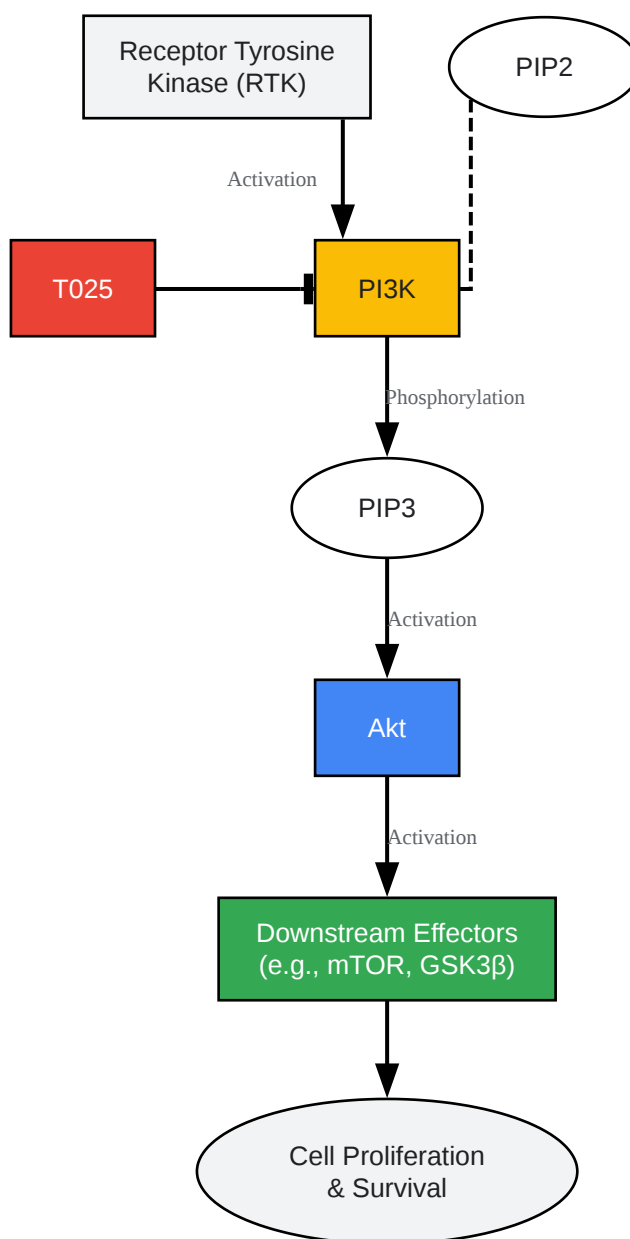 Receptor Tyrosine
Kinase (RTK)
PIP2
Activation
T025
PI3K
Phosphorylation
PIP3
Activation
Akt
Activation
Downstream Effectors
(e.g., mTOR, GSK3β)
Cell Proliferation
& Survival